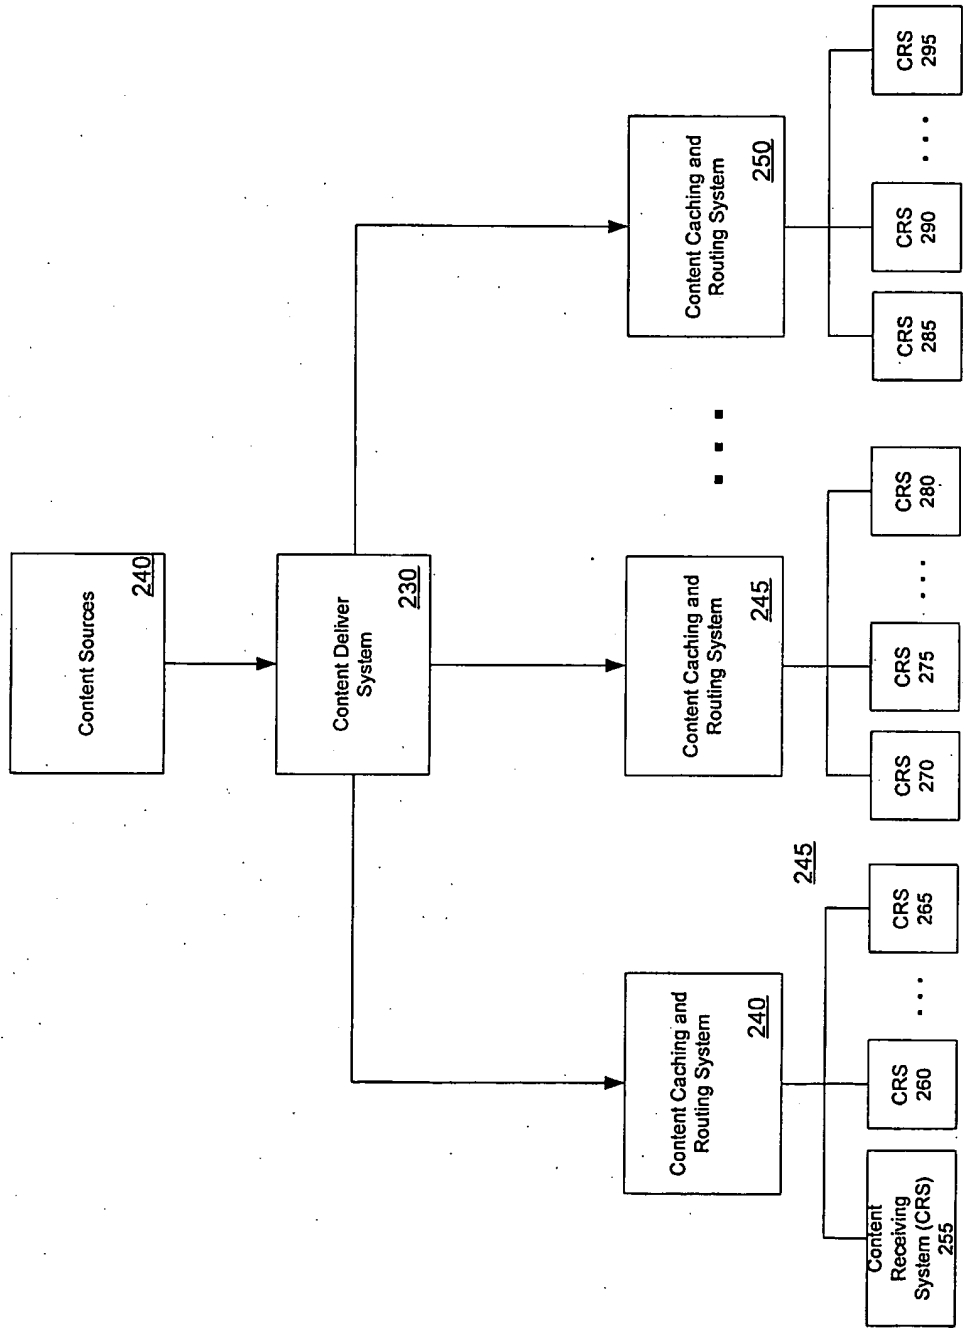 Content Sources
240
Content Deliver
System
230
Content Caching and
Routing System
240
Content Caching and
Routing System
245
Content Caching and
Routing System
250
245
Content
Receiving
System (CRS)
255
CRS
260
CRS
265
CRS
270
CRS
275
CRS
280
CRS
285
CRS
290
CRS
295